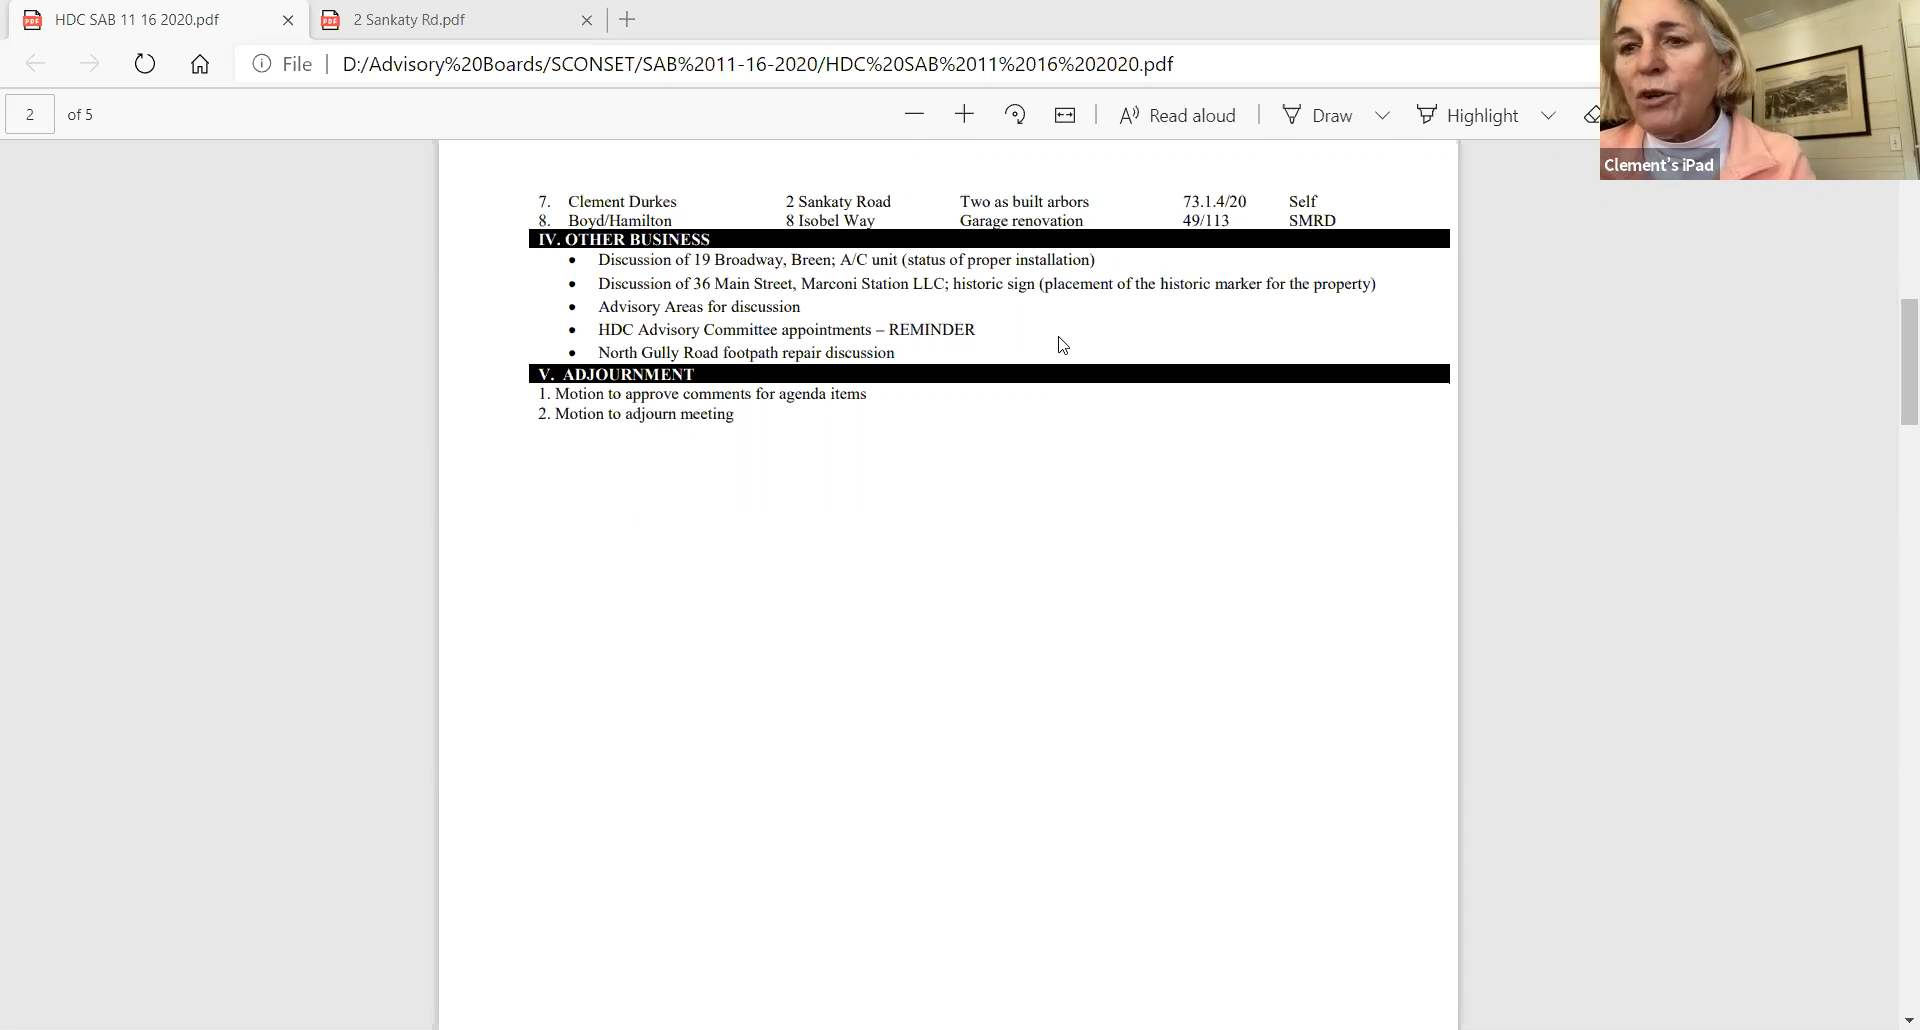 HDC SAB 11 16 2020.pdf
2 Sankaty Rd.pdf
File
D:/Advisory%20Boards/SCONSET/SAB%2011-16-2020/HDC%20SAB%2011%2016%202020.pdf
2 of 5
Read aloud
Draw
Highlight
Clement's iPad
7. Clement Durkes 2 Sankaty Road Two as built arbors 73.1.4/20 Self
8. Boyd/Hamilton 8 Isobel Way Garage renovation 49/113 SMRD
IV. OTHER BUSINESS
• Discussion of 19 Broadway, Breen; A/C unit (status of proper installation)
• Discussion of 36 Main Street, Marconi Station LLC; historic sign (placement of the historic marker for the property)
• Advisory Areas for discussion
• HDC Advisory Committee appointments – REMINDER
• North Gully Road footpath repair discussion
V. ADJOURNMENT
1. Motion to approve comments for agenda items
2. Motion to adjourn meeting